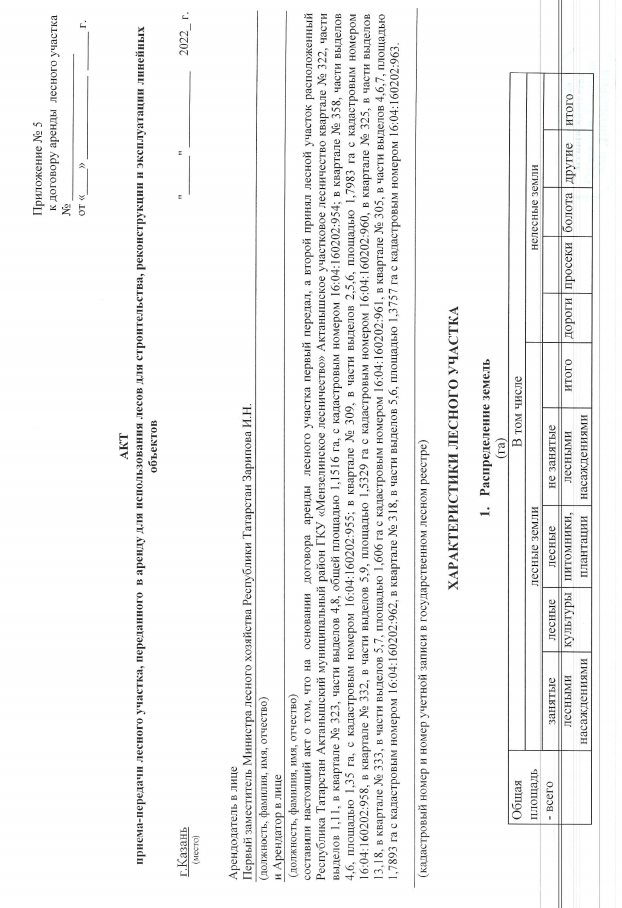 Приложение № 5
к договору аренды лесного участка
№ ________
от «____» ________ ____ г.
АКТ
приема-передачи лесного участка, переданного в аренду для использования лесов для строительства, реконструкции и эксплуатации линейных
объектов
г.Казань " " 2022_ г.
(место)
Арендодатель в лице
Первый заместитель Министра лесного хозяйства Республики Татарстан Зарипова И.Н.
(должность, фамилия, имя, отчество)
и Арендатор в лице
(должность, фамилия, имя, отчество)
составили настоящий акт о том, что на основании договора аренды лесного участка первый передал, а второй принял лесной участок расположенный
Республика Татарстан Актанышский муниципальный район ГКУ «Мензелинское лесничество» Актанышское участковое лесничество квартале № 322, части
выделов 1,11, в квартале № 323, части выделов 4,8, общей площадью 1,1516 га, с кадастровым номером 16:04:160202:954; в квартале № 358, части выделов
4,6, площадью 1,35 га, с кадастровым номером 16:04:160202:955; в квартале № 309, в части выделов 2,5,6, площадью 1,7983 га с кадастровым номером
16:04:160202:958, в квартале № 332, в части выделов 5,9, площадью 1,5329 га с кадастровым номером 16:04:160202:960, в квартале № 325, в части выделов
13,18, в квартале № 333, в части выделов 5,7, площадью 1,606 га с кадастровым номером 16:04:160202:961, в квартале № 305, в части выделов 4,6,7, площадью
1,7893 га с кадастровым номером 16:04:160202:962, в квартале № 318, в части выделов 5,6, площадью 1,3757 га с кадастровым номером 16:04:160202:963.
(кадастровый номер и номер учетной записи в государственном лесном реестре)
ХАРАКТЕРИСТИКИ ЛЕСНОГО УЧАСТКА
1. Распределение земель
(га)
Общая В том числе
площадь лесные земли нелесные земли
- всего занятые лесные лесные не занятые
лесными культуры питомники, лесными итого дороги просеки болота другие итого
насаждениями плантации насаждениями